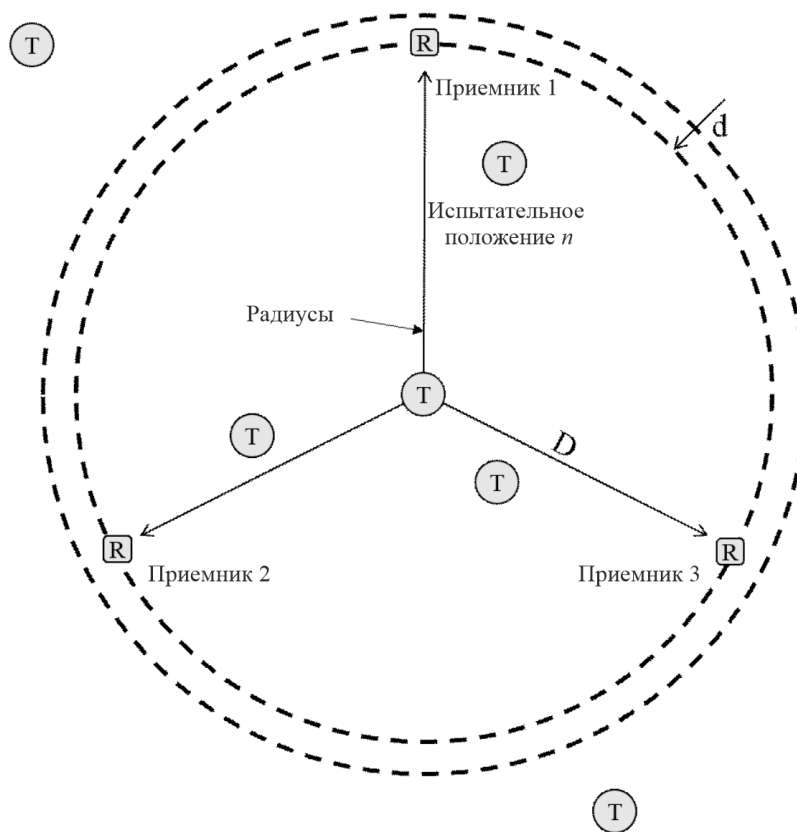 T
R
Приемник 1
d
T
Испытательное
положение n
Радиусы
T
T
D
T
R
R
Приемник 2
Приемник 3
T